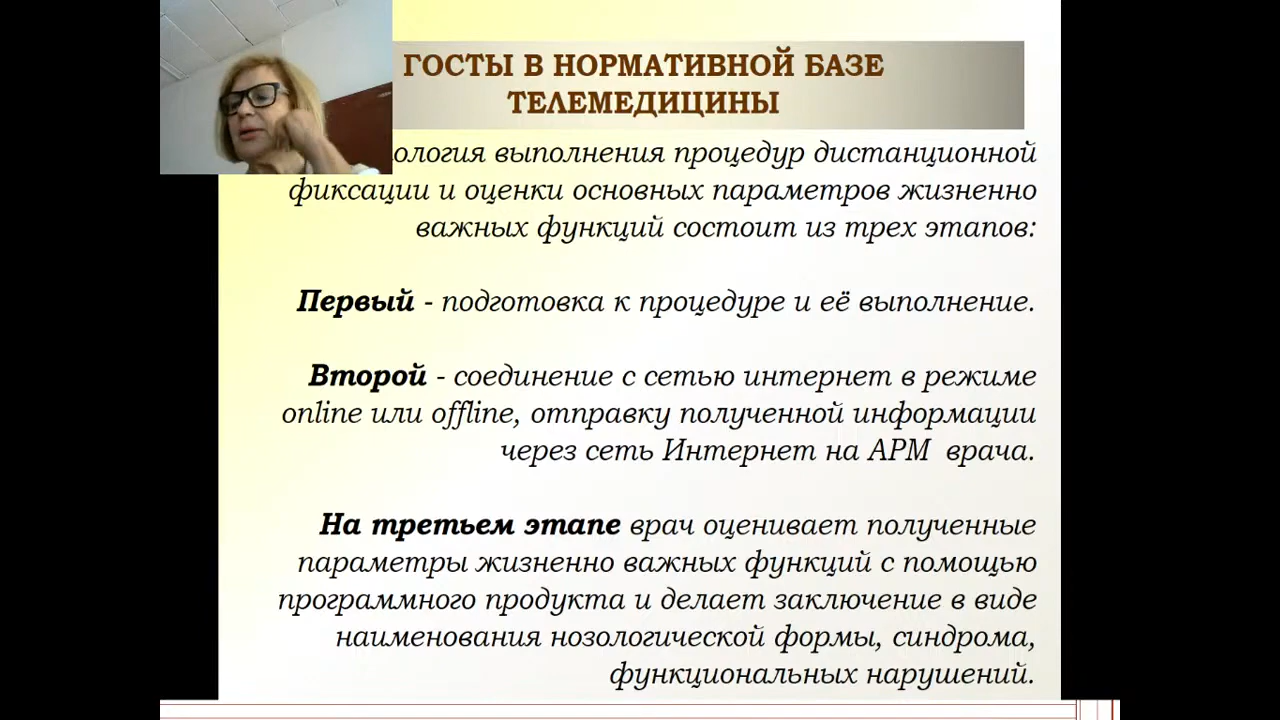 ГОСТЫ В НОРМАТИВНОЙ БАЗЕ
ТЕЛЕМЕДИЦИНЫ
выполнения процедур дистанционной
фиксации и оценки основных параметров жизненно
важных функций состоит из трех этапов:
Первый - подготовка к процедуре и её выполнение.
Второй - соединение с сетью интернет в режиме
online или offline, отправку полученной информации
через сеть Интернет на АРМ врача.
На третьем этапе врач оценивает полученные
параметры жизненно важных функций с помощью
программного продукта и делает заключение в виде
наименования нозологической формы, синдрома,
функциональных нарушений.